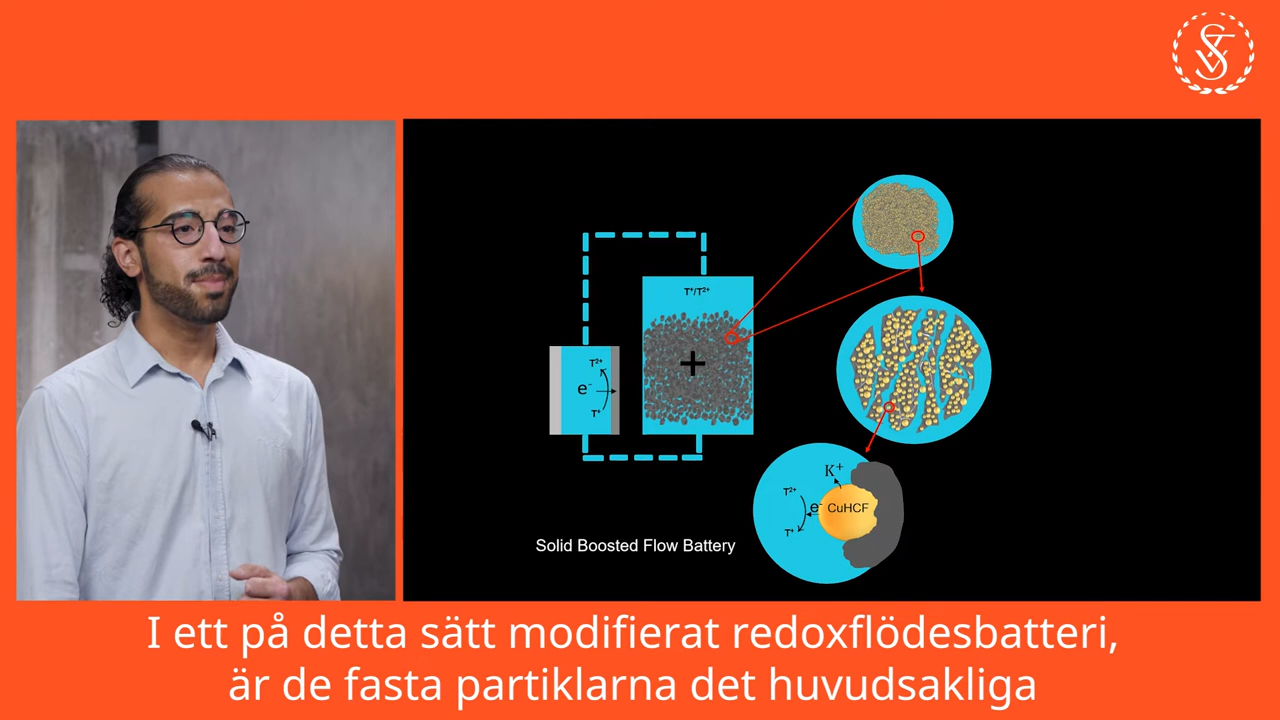 SVT
T⁺/T²⁺
T²⁺
e⁻
T⁺
+
K⁺
T²⁺
e⁻
CuHCF
T⁺
Solid Boosted Flow Battery
I ett på detta sätt modifierat redoxflödesbatteri,
är de fasta partiklarna det huvudsakliga